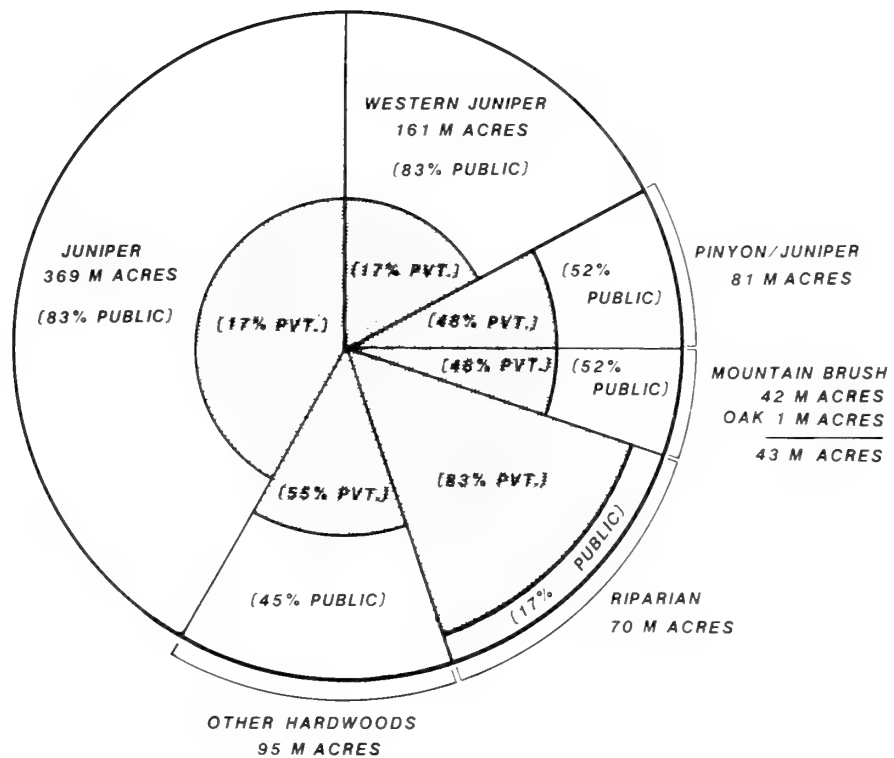 WESTERN JUNIPER
161 M ACRES
(83% PUBLIC)
(17% PVT.)
JUNIPER
369 M ACRES
(83% PUBLIC)
(17% PVT.)
PINYON/JUNIPER
81 M ACRES
(52%
PUBLIC)
(48% PVT.)
MOUNTAIN BRUSH
42 M ACRES
OAK 1 M ACRES
43 M ACRES
(52%
PUBLIC)
(48% PVT.)
(83% PVT.)
(17%
PUBLIC)
RIPARIAN
70 M ACRES
(55% PVT.)
(45% PUBLIC)
OTHER HARDWOODS
95 M ACRES